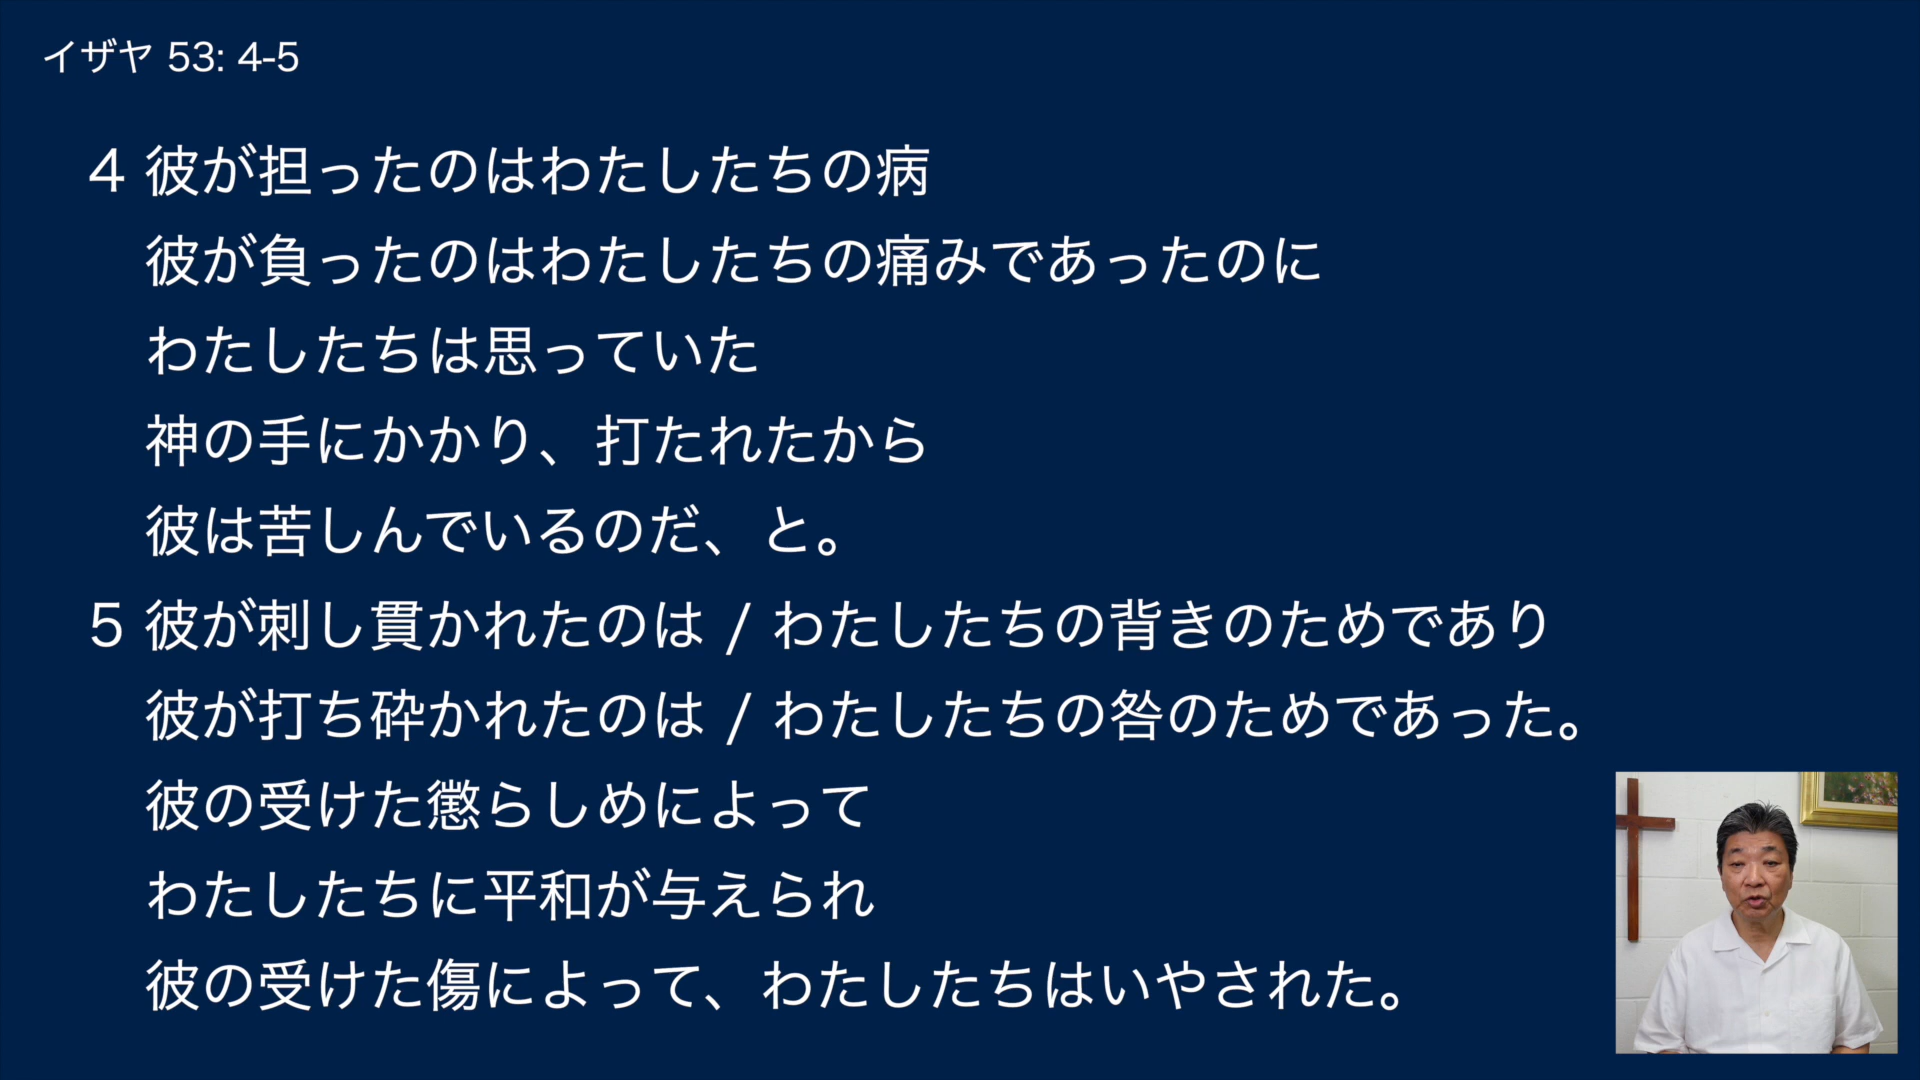 イザヤ 53: 4-5
4 彼が担ったのはわたしたちの病
彼が負ったのはわたしたちの痛みであったのに
わたしたちは思っていた
神の手にかかり、打たれたから
彼は苦しんでいるのだ、と。
5 彼が刺し貫かれたのは / わたしたちの背きのためであり
彼が打ち砕かれたのは / わたしたちの咎のためであった。
彼の受けた懲らしめによって
わたしたちに平和が与えられ
彼の受けた傷によって、わたしたちはいやされた。